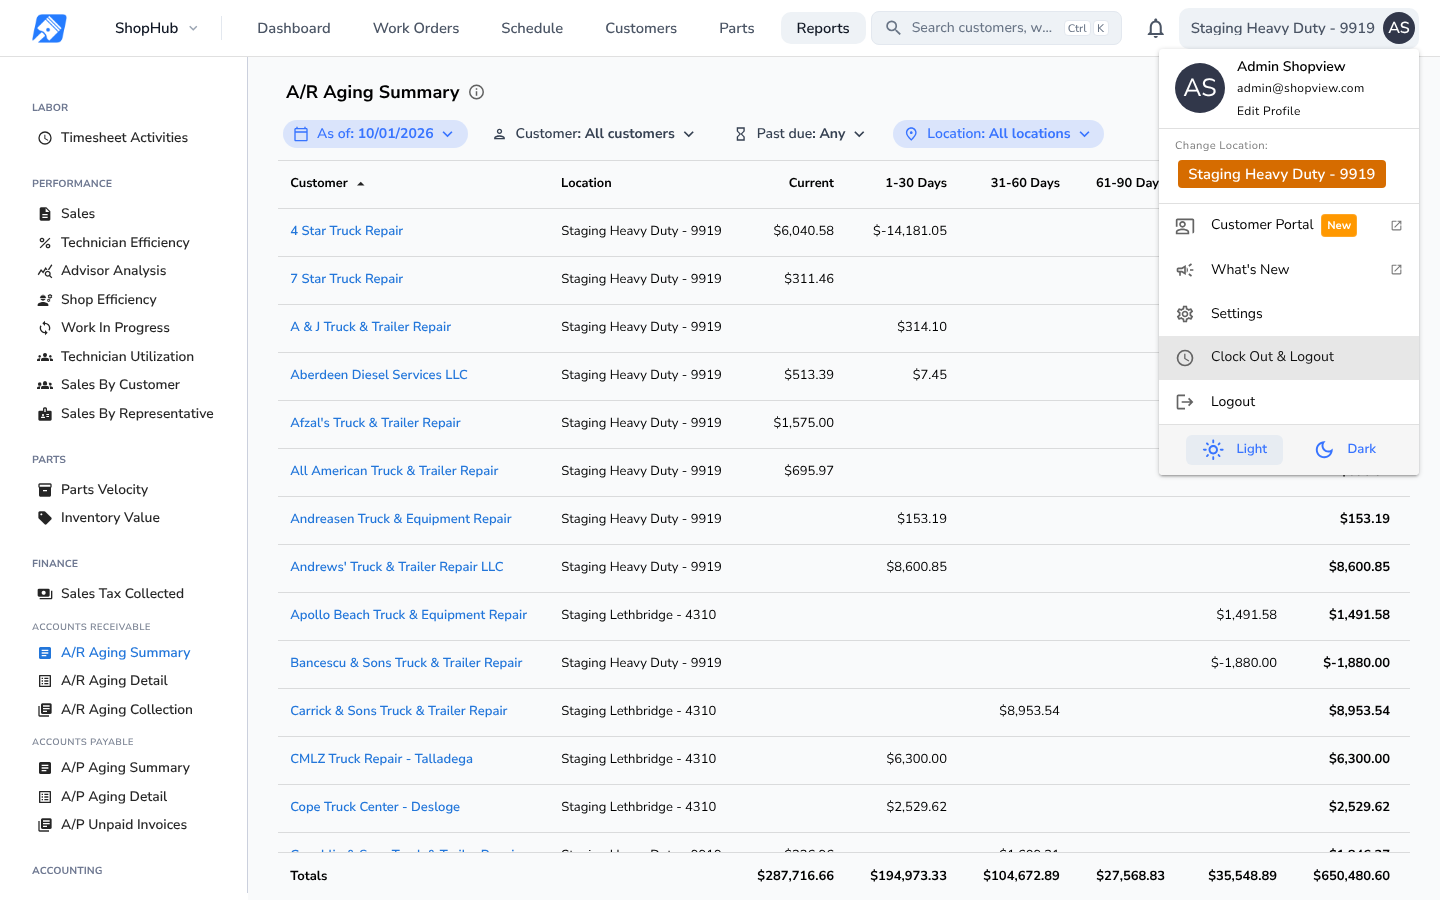 ShopHub
Dashboard
Work Orders
Schedule
Customers
Parts
Reports
Search customers, w...
Ctrl K
Staging Heavy Duty - 9919
AS
LABOR
Timesheet Activities
PERFORMANCE
Sales
Technician Efficiency
Advisor Analysis
Shop Efficiency
Work In Progress
Technician Utilization
Sales By Customer
Sales By Representative
PARTS
Parts Velocity
Inventory Value
FINANCE
Sales Tax Collected
ACCOUNTS RECEIVABLE
A/R Aging Summary
A/R Aging Detail
A/R Aging Collection
ACCOUNTS PAYABLE
A/P Aging Summary
A/P Aging Detail
A/P Unpaid Invoices
ACCOUNTING
A/R Aging Summary
As of: 10/01/2026
Customer: All customers
Past due: Any
Location: All locations
Customer Location Current 1-30 Days 31-60 Days 61-90 Day
4 Star Truck Repair Staging Heavy Duty - 9919 $6,040.58 $-14,181.05
7 Star Truck Repair Staging Heavy Duty - 9919 $311.46
A & J Truck & Trailer Repair Staging Heavy Duty - 9919 $314.10
Aberdeen Diesel Services LLC Staging Heavy Duty - 9919 $513.39 $7.45
Afzal's Truck & Trailer Repair Staging Heavy Duty - 9919 $1,575.00
All American Truck & Trailer Repair Staging Heavy Duty - 9919 $695.97
Andreasen Truck & Equipment Repair Staging Heavy Duty - 9919 $153.19 $153.19
Andrews' Truck & Trailer Repair LLC Staging Heavy Duty - 9919 $8,600.85 $8,600.85
Apollo Beach Truck & Equipment Repair Staging Lethbridge - 4310 $1,491.58 $1,491.58
Bancescu & Sons Truck & Trailer Repair Staging Heavy Duty - 9919 $-1,880.00 $-1,880.00
Carrick & Sons Truck & Trailer Repair Staging Lethbridge - 4310 $8,953.54 $8,953.54
CMLZ Truck Repair - Talladega Staging Lethbridge - 4310 $6,300.00 $6,300.00
Cope Truck Center - Desloge Staging Lethbridge - 4310 $2,529.62 $2,529.62
Totals $287,716.66 $194,973.33 $104,672.89 $27,568.83 $35,548.89 $650,480.60
AS
Admin Shopview
admin@shopview.com
Edit Profile
Change Location:
Staging Heavy Duty - 9919
Customer Portal New
What's New
Settings
Clock Out & Logout
Logout
Light
Dark